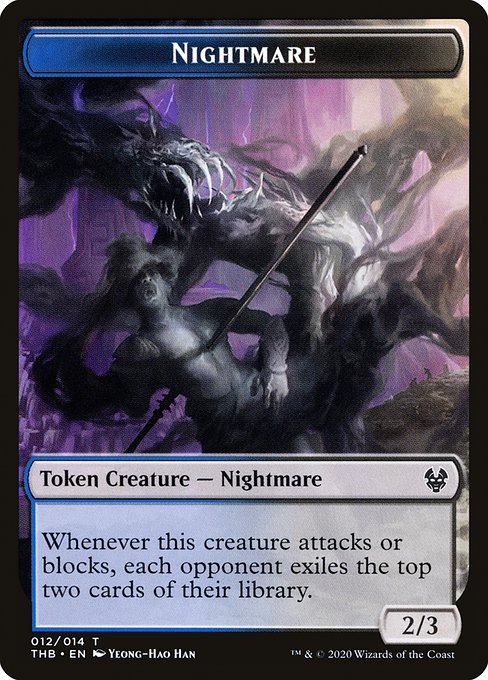 Nightmare
Token Creature — Nightmare
Whenever this creature attacks or
blocks, each opponent exiles the top
two cards of their library.
2/3
012/014 T
THB • EN Yeong-Hao Han
™ & © 2020 Wizards of the Coast